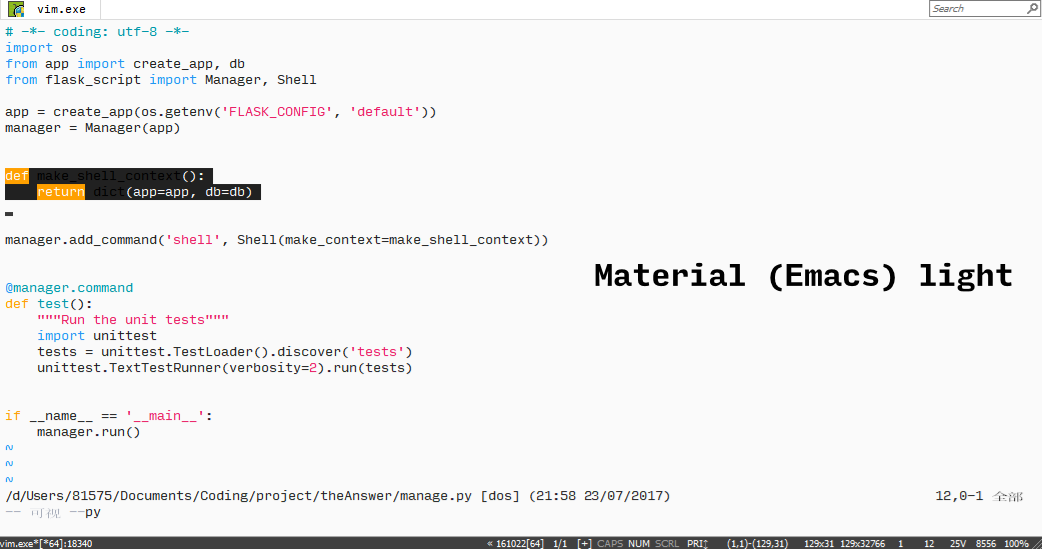 vim.exe
Search
# -*- coding: utf-8 -*-
import os
from app import create_app, db
from flask_script import Manager, Shell
app = create_app(os.getenv('FLASK_CONFIG', 'default'))
manager = Manager(app)
def make_shell_context():
    return dict(app=app, db=db)
manager.add_command('shell', Shell(make_context=make_shell_context))
Material (Emacs) light
@manager.command
def test():
    """Run the unit tests"""
    import unittest
    tests = unittest.TestLoader().discover('tests')
    unittest.TextTestRunner(verbosity=2).run(tests)
if __name__ == '__main__':
    manager.run()
~
~
~
/d/Users/81575/Documents/Coding/project/theAnswer/manage.py [dos] (21:58 23/07/2017) 12,0-1 全部
-- 可视 --py
vim.exe*[*64]:18340 « 161022[64] 1/1 [+] CAPS NUM SCRL PRI↕ (1,1)-(129,31) 129x31 129x32766 1 12 25V 8556 100%